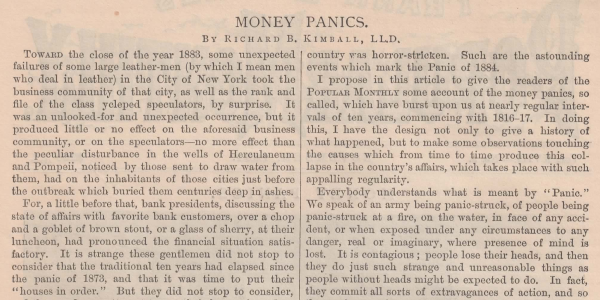 MONEY PANICS.
BY RICHARD B. KIMBALL, LL.D.
TOWARD the close of the year 1883, some unexpected
failures of some large leather-men (by which I mean men
who deal in leather) in the City of New York took the
business community of that city, as well as the rank and
file of the class ycleped speculators, by surprise. It
was an unlooked-for and unexpected occurrence, but it
produced little or no effect on the aforesaid business
community, or on the speculators—no more effect than
the peculiar disturbance in the wells of Herculaneum
and Pompeii, noticed by those sent to draw water from
them, had on the inhabitants of those cities just before
the outbreak which buried them centuries deep in ashes.
For, a little before that, bank presidents, discussing the
state of affairs with favorite bank customers, over a chop
and a goblet of brown stout, or a glass of sherry, at their
luncheon, had pronounced the financial situation satis-
factory. It is strange these gentlemen did not stop to
consider that the traditional ten years had elapsed since
the panic of 1873, and that it was time to put their
"houses in order." But they did not stop to consider,
country was horror-stricken. Such are the astounding
events which mark the Panic of 1884.
I propose in this article to give the readers of the
POPULAR MONTHLY some account of the money panics, so
called, which have burst upon us at nearly regular inter-
vals of ten years, commencing with 1816-17. In doing
this, I have the design not only to give a history of
what happened, but to make some observations touching
the causes which from time to time produce this col-
lapse in the country's affairs, which takes place with such
appalling regularity.
Everybody understands what is meant by "Panic."
We speak of an army being panic-struck, of people being
panic-struck at a fire, on the water, in face of any acci-
dent, or when exposed under any circumstances to any
danger, real or imaginary, where presence of mind is
lost. It is contagious; people lose their heads, and then
they do just such strange and unreasonable things as
people without heads might be expected to do. In fact,
they commit all sorts of extravagances of action, and so